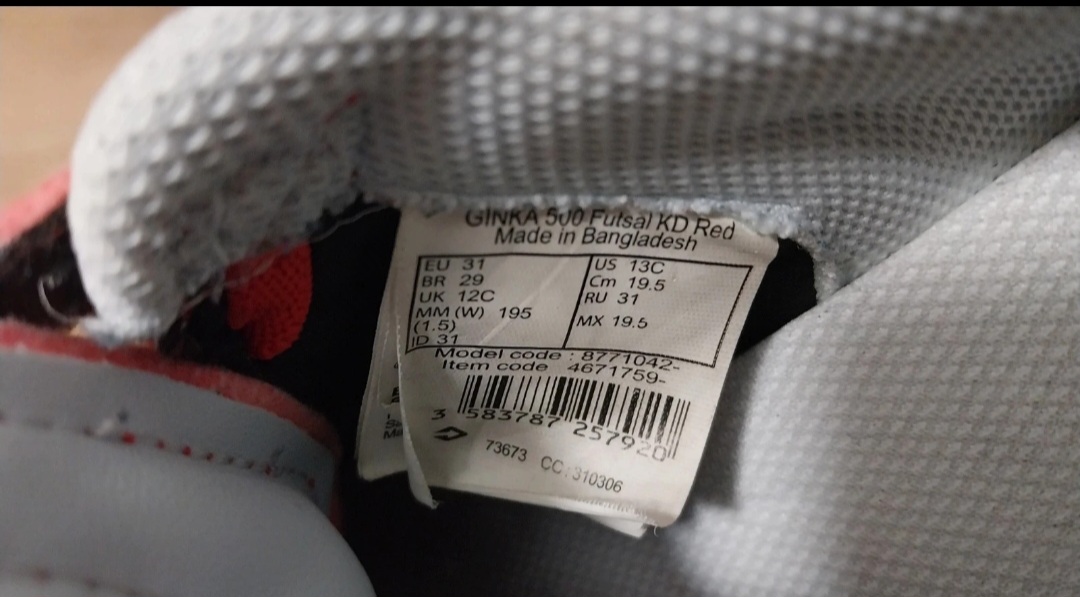 GINKA 500 Futsal KD Red
Made in Bangladesh
EU 31
BR 29
UK 12C
MM (W) 195
(1.5)
ID 31
US 13C
Cm 19.5
RU 31
MX 19.5
Model code : 8771042-
Item code 4671759-
3 583787 257920
73673 CC:310306